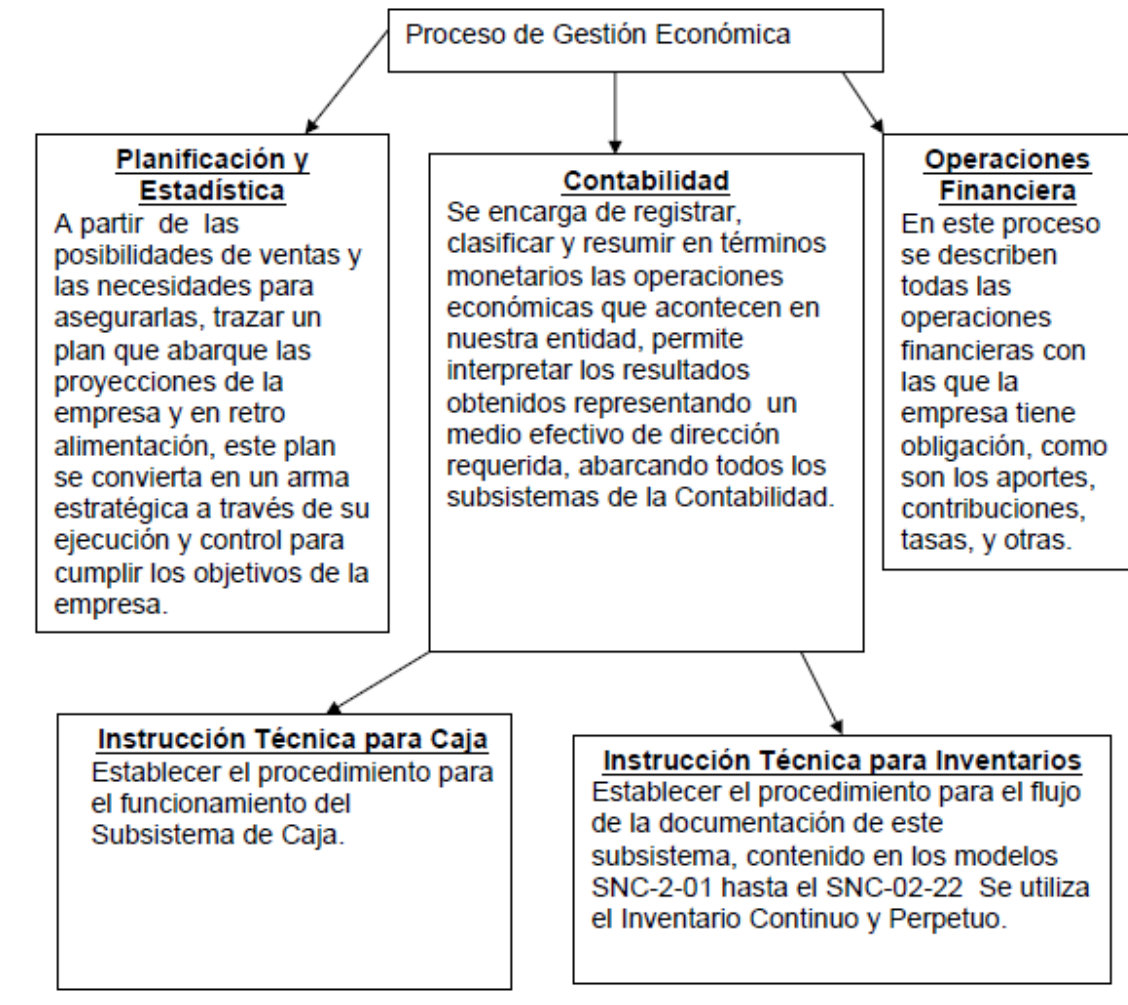 Proceso de Gestión Económica
Planificación y
Estadística
A partir de las
posibilidades de ventas y
las necesidades para
asegurarlas, trazar un
plan que abarque las
proyecciones de la
empresa y en retro
alimentación, este plan
se convierta en un arma
estratégica a través de su
ejecución y control para
cumplir los objetivos de la
empresa.
Contabilidad
Se encarga de registrar,
clasificar y resumir en términos
monetarios las operaciones
económicas que acontecen en
nuestra entidad, permite
interpretar los resultados
obtenidos representando un
medio efectivo de dirección
requerida, abarcando todos los
subsistemas de la Contabilidad.
Operaciones
Financiera
En este proceso
se describen
todas las
operaciones
financieras con
las que la
empresa tiene
obligación, como
son los aportes,
contribuciones,
tasas, y otras.
Instrucción Técnica para Caja
Establecer el procedimiento para
el funcionamiento del
Subsistema de Caja.
Instrucción Técnica para Inventarios
Establecer el procedimiento para el flujo
de la documentación de este
subsistema, contenido en los modelos
SNC-2-01 hasta el SNC-02-22 Se utiliza
el Inventario Continuo y Perpetuo.